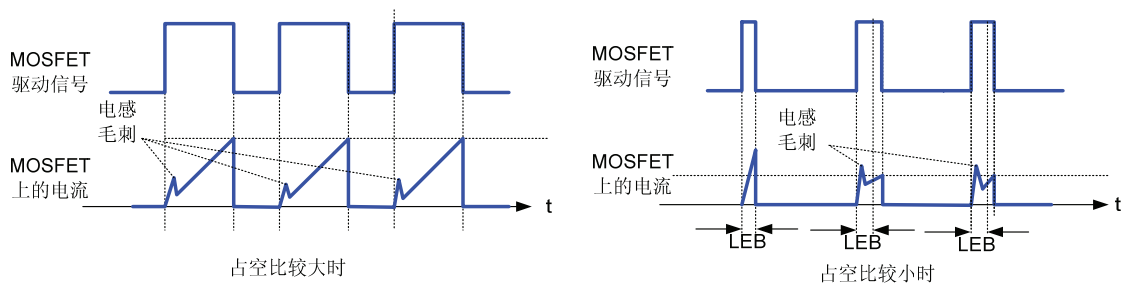 MOSFET
驱动信号
电感
毛刺
MOSFET
上的电流
t
占空比较大时
MOSFET
驱动信号
电感
毛刺
MOSFET
上的电流
t
LEB
LEB
LEB
占空比较小时